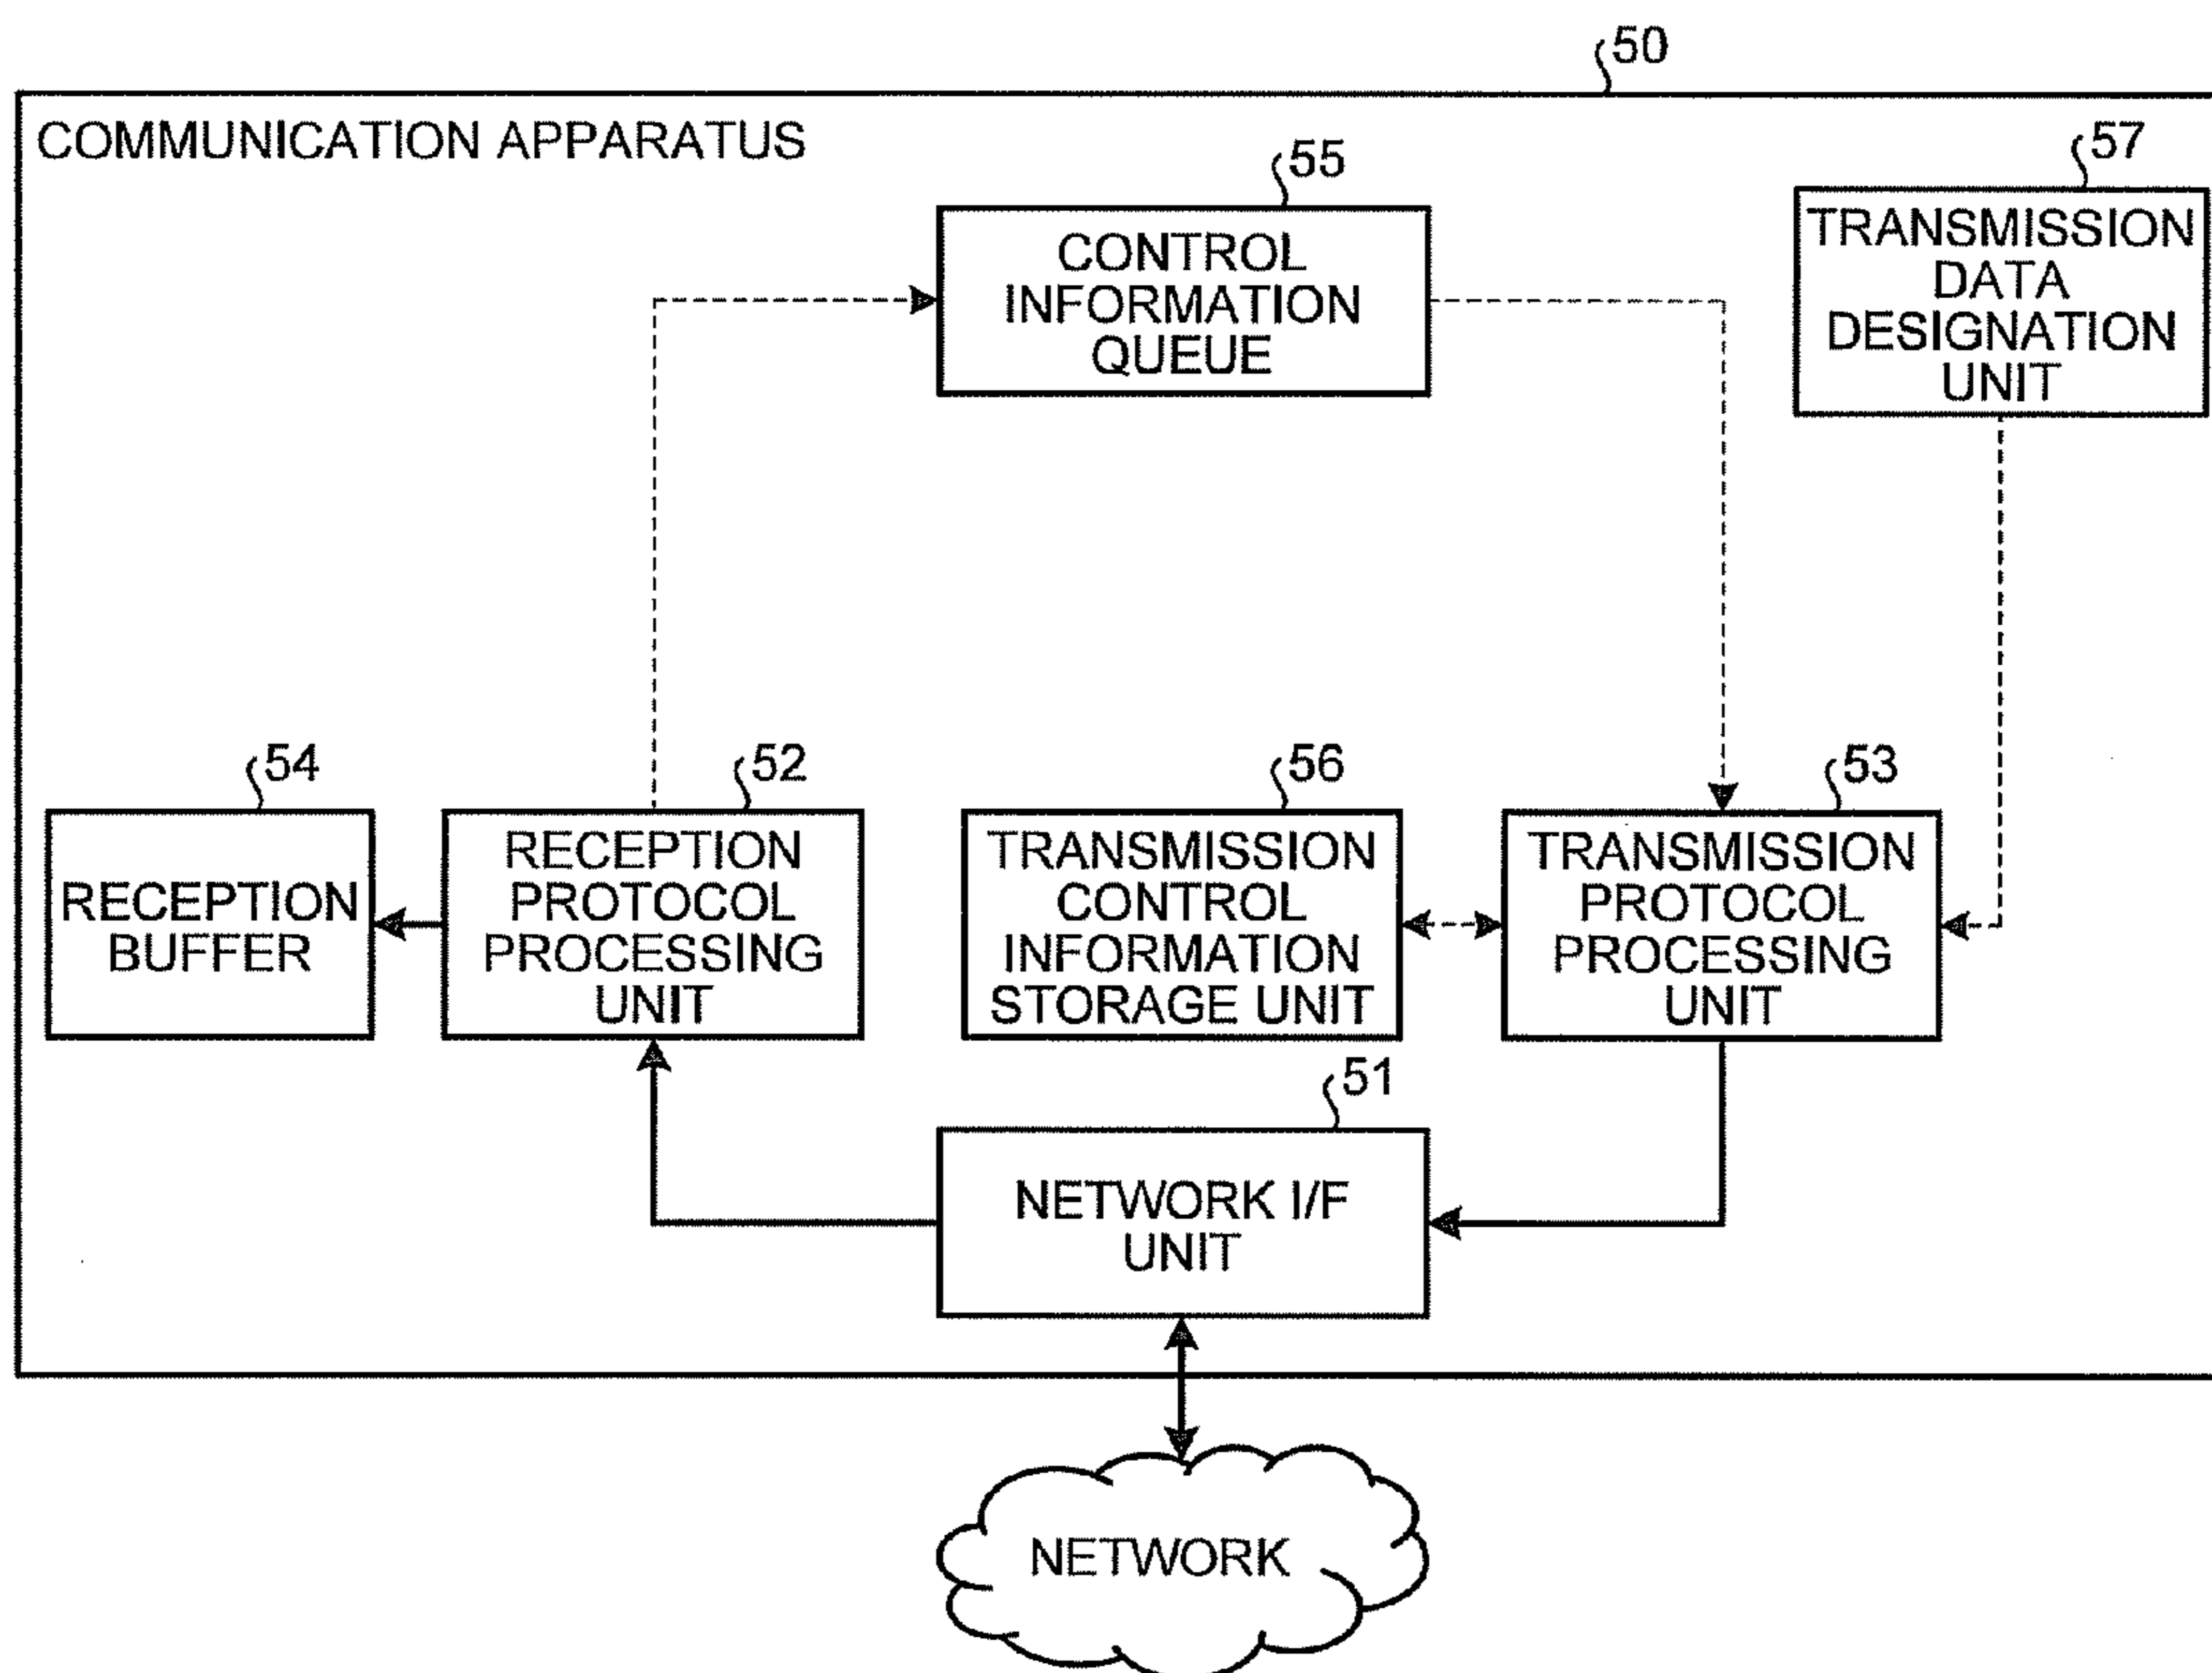 50
COMMUNICATION APPARATUS
55
57
CONTROL
INFORMATION
QUEUE
TRANSMISSION
DATA
DESIGNATION
UNIT
54
52
56
53
RECEPTION
BUFFER
RECEPTION
PROTOCOL
PROCESSING
UNIT
TRANSMISSION
CONTROL
INFORMATION
STORAGE UNIT
TRANSMISSION
PROTOCOL
PROCESSING
UNIT
51
NETWORK I/F
UNIT
NETWORK